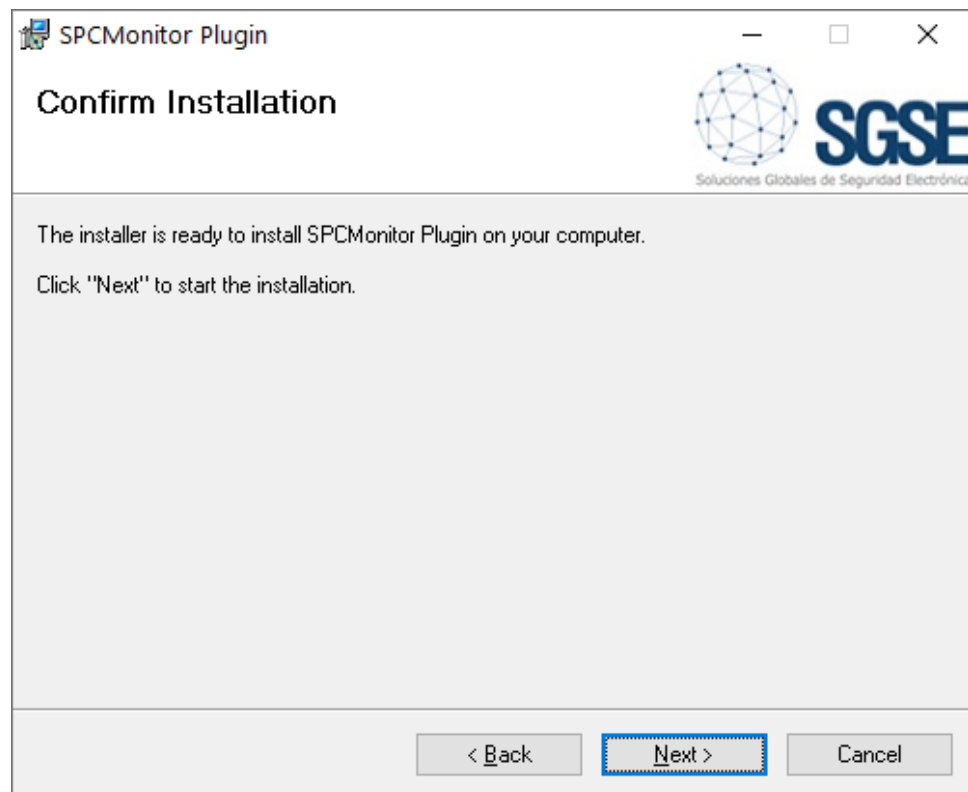 SPCMonitor Plugin
Confirm Installation
SGSE
Soluciones Globales de Seguridad Electrónica
The installer is ready to install SPCMonitor Plugin on your computer.
Click "Next" to start the installation.
< Back
Next >
Cancel